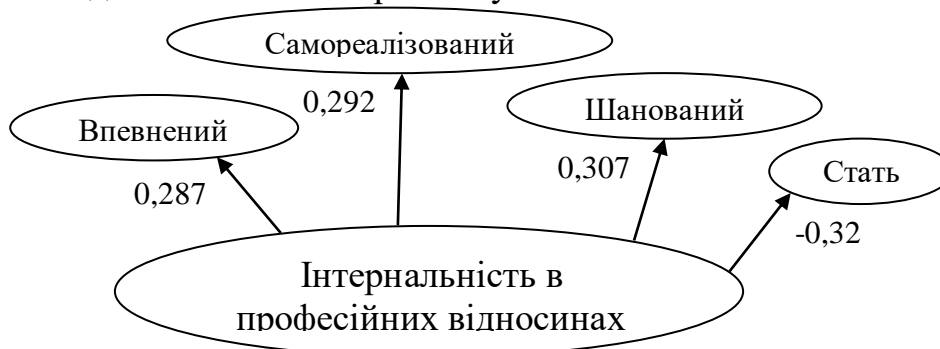 Самореалізований
0,292
Шанований
Впевнений
0,307
Стать
0,287
-0,32
Інтернальність в
професійних відносинах